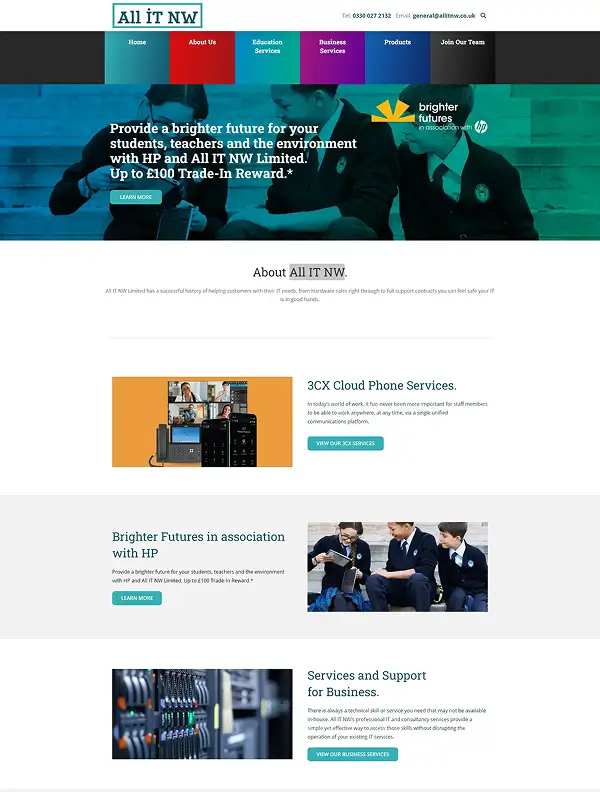 All iT NW
Tel: 0330 027 2132 Email: general@allitnw.co.uk
Home
About Us
Education
Services
Business
Services
Products
Join Our Team
brighter
futures
in association with hp
Provide a brighter future for your
students, teachers and the environment
with HP and All IT NW Limited.
Up to £100 Trade-In Reward.*
LEARN MORE
About All IT NW.
All IT NW Limited has a successful history of helping customers with their IT needs, from Hardware sales right through to full support contracts you can feel safe your IT
is in good hands.
3CX Cloud Phone Services.
In today's world of work, it has never been more important for staff members
to be able to work anywhere, at any time, via a single unified
communications platform.
VIEW OUR 3CX SERVICES
Brighter Futures in association
with HP
Provide a brighter future for your students, teachers and the environment
with HP and All IT NW Limited. Up to £100 Trade-In Reward.*
LEARN MORE
Services and Support
for Business.
There is always a technical skill or service you need that may not be available
in-house. All IT NW's professional IT and consultancy services provide a
simple yet effective way to access those skills without disrupting the
operation of your existing IT services.
VIEW OUR BUSINESS SERVICES